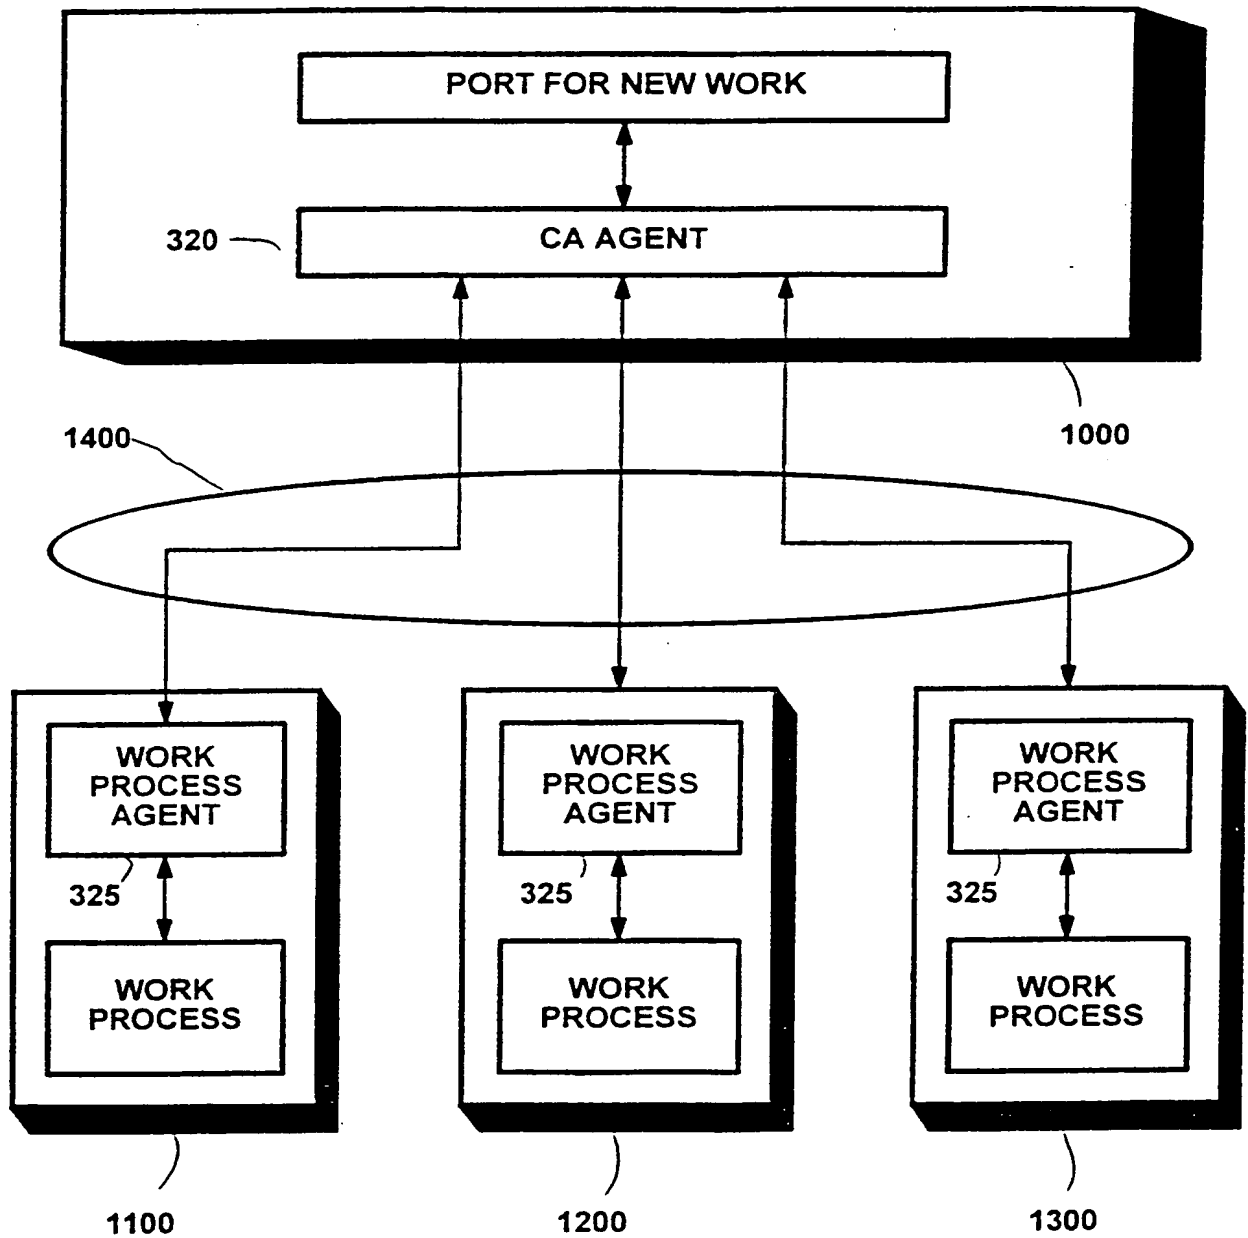 PORT FOR NEW WORK
320
CA AGENT
1400
1000
WORK
PROCESS
AGENT
325
WORK
PROCESS
1100
WORK
PROCESS
AGENT
325
WORK
PROCESS
1200
WORK
PROCESS
AGENT
325
WORK
PROCESS
1300